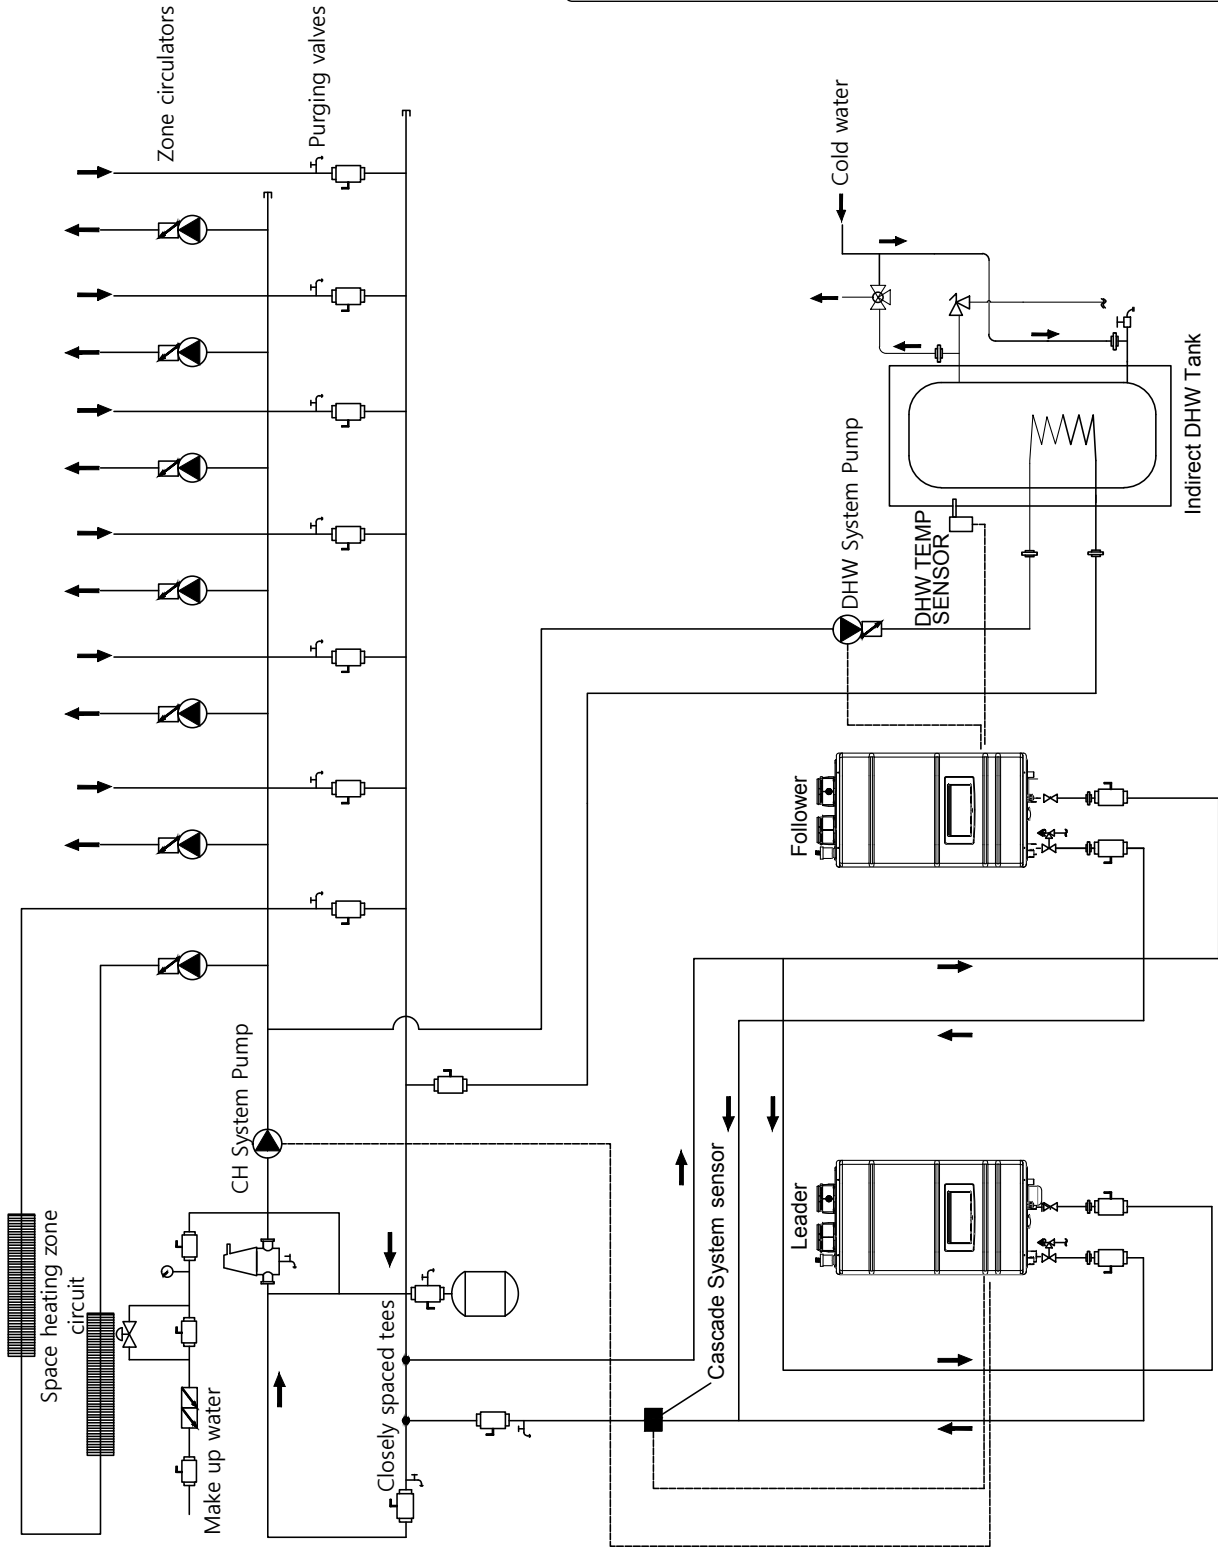 Zone circulators
Purging valves
Cold water
Indirect DHW Tank
DHW System Pump
DHW TEMP
SENSOR
Follower
CH System Pump
Leader
Cascade System sensor
Space heating zone
circuit
Closely spaced tees
Make up water